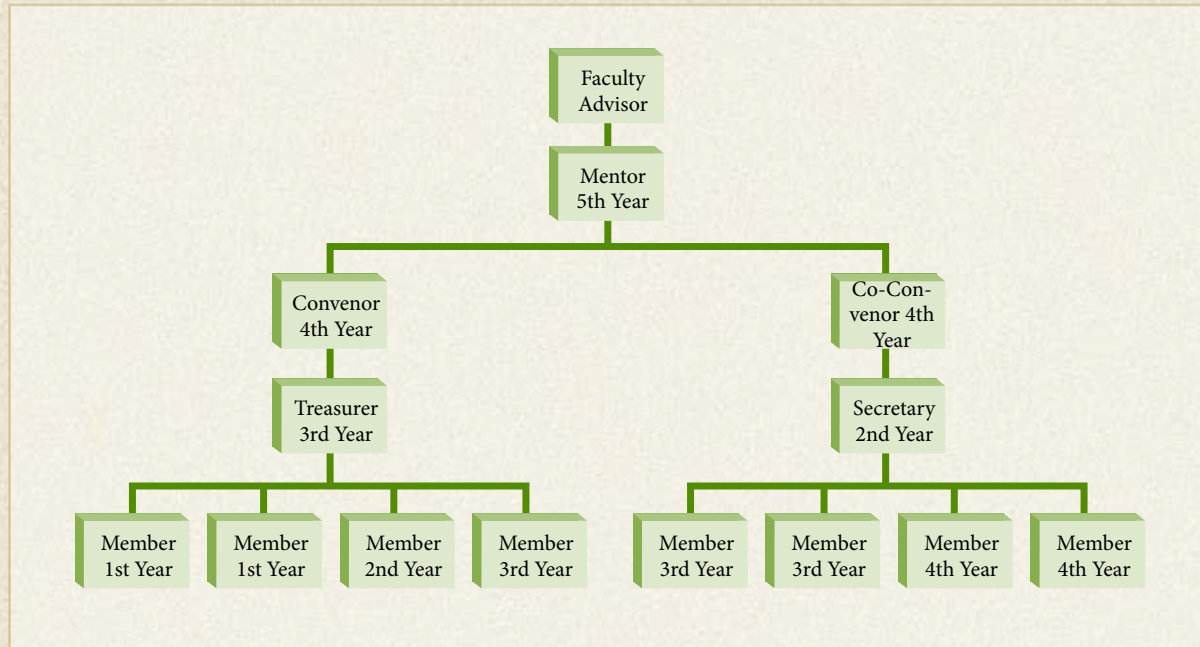 Faculty
Advisor
Mentor
5th Year
Convenor
4th Year
Co-Con-
venor 4th
Year
Treasurer
3rd Year
Secretary
2nd Year
Member
1st Year
Member
1st Year
Member
2nd Year
Member
3rd Year
Member
3rd Year
Member
3rd Year
Member
4th Year
Member
4th Year